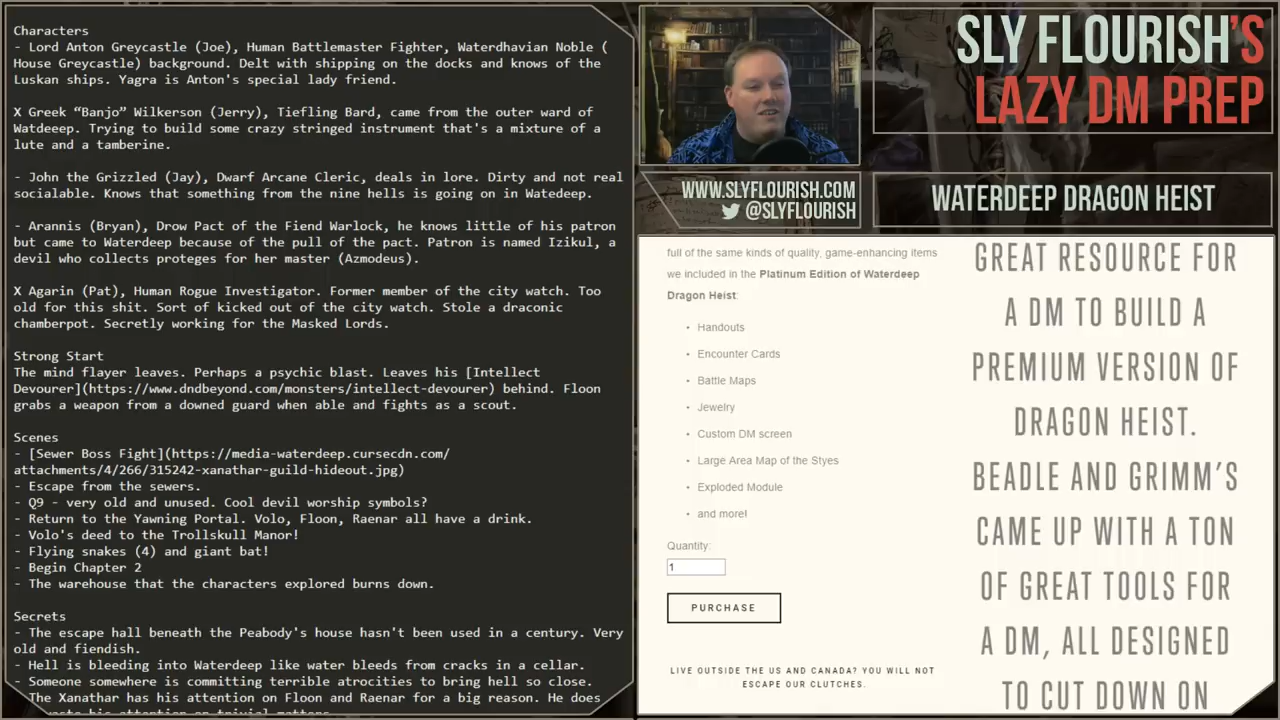 Characters
- Lord Anton Greycastle (Joe), Human Battlemaster Fighter, Waterdhavian Noble (
House Greycastle) background. Delt with shipping on the docks and knows of the
Luskan ships. Yagra is Anton's special lady friend.
X Greek “Banjo” Wilkerson (Jerry), Tiefling Bard, came from the outer ward of
Watdeeep. Trying to build some crazy stringed instrument that's a mixture of a
lute and a tamberine.
- John the Grizzled (Jay), Dwarf Arcane Cleric, deals in lore. Dirty and not real
socialable. Knows that something from the nine hells is going on in Watedeep.
- Arannis (Bryan), Drow Pact of the Fiend Warlock, he knows little of his patron
but came to Waterdeep because of the pull of the pact. Patron is named Izikul, a
devil who collects proteges for her master (Azmodeus).
X Agarin (Pat), Human Rogue Investigator. Former member of the city watch. Too
old for this shit. Sort of kicked out of the city watch. Stole a draconic
chamberpot. Secretly working for the Masked Lords.
Strong Start
The mind flayer leaves. Perhaps a psychic blast. Leaves his [Intellect
Devourer](https://www.dndbeyond.com/monsters/intellect-devourer) behind. Floon
grabs a weapon from a downed guard when able and fights as a scout.
Scenes
- [Sewer Boss Fight](https://media-waterdeep.cursecdn.com/
attachments/4/266/315242-xanathar-guild-hideout.jpg)
- Escape from the sewers.
- Q9 - very old and unused. Cool devil worship symbols?
- Return to the Yawning Portal. Volo, Floon, Raenar all have a drink.
- Volo's deed to the Trollskull Manor!
- Flying snakes (4) and giant bat!
- Begin Chapter 2
- The warehouse that the characters explored burns down.
Secrets
- The escape hall beneath the Peabody's house hasn't been used in a century. Very
old and fiendish.
- Hell is bleeding into Waterdeep like water bleeds from cracks in a cellar.
- Someone somewhere is committing terrible atrocities to bring hell so close.
The Xanathar has his attention on Floon and Raenar for a big reason. He does
waste his attention on trivial matters.
SLY FLOURISH'S
LAZY DM PREP
WWW.SLYFLOURISH.COM
@SLYFLOURISH
WATERDEEP DRAGON HEIST
full of the same kinds of quality, game-enhancing items
we included in the Platinum Edition of Waterdeep
Dragon Heist:
• Handouts
• Encounter Cards
• Battle Maps
• Jewelry
• Custom DM screen
• Large Area Map of the Styes
• Exploded Module
• and more!
Quantity:
1
PURCHASE
LIVE OUTSIDE THE US AND CANADA? YOU WILL NOT
ESCAPE OUR CLUTCHES.
GREAT RESOURCE FOR
A DM TO BUILD A
PREMIUM VERSION OF
DRAGON HEIST.
BEADLE AND GRIMM'S
CAME UP WITH A TON
OF GREAT TOOLS FOR
A DM, ALL DESIGNED
TO CUT DOWN ON